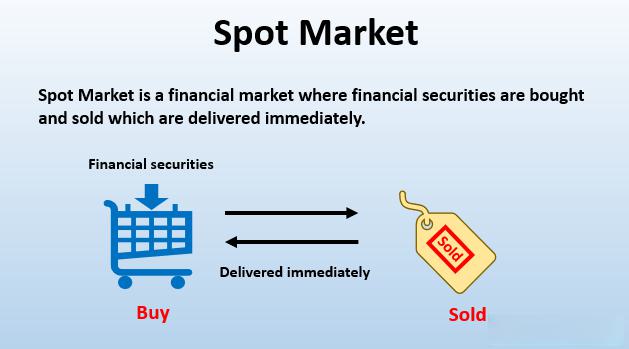 Spot Market
Spot Market is a financial market where financial securities are bought
and sold which are delivered immediately.
Financial securities
Sold
Delivered immediately
Buy
Sold